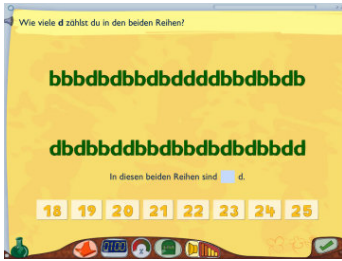 Wie viele d zählst du in den beiden Reihen?
bbbdbdbbdbddddbbdbbdb
dbdbbddbbdbbdbdbdbbdd
In diesen beiden Reihen sind d.
18 19 20 21 22 23 24 25